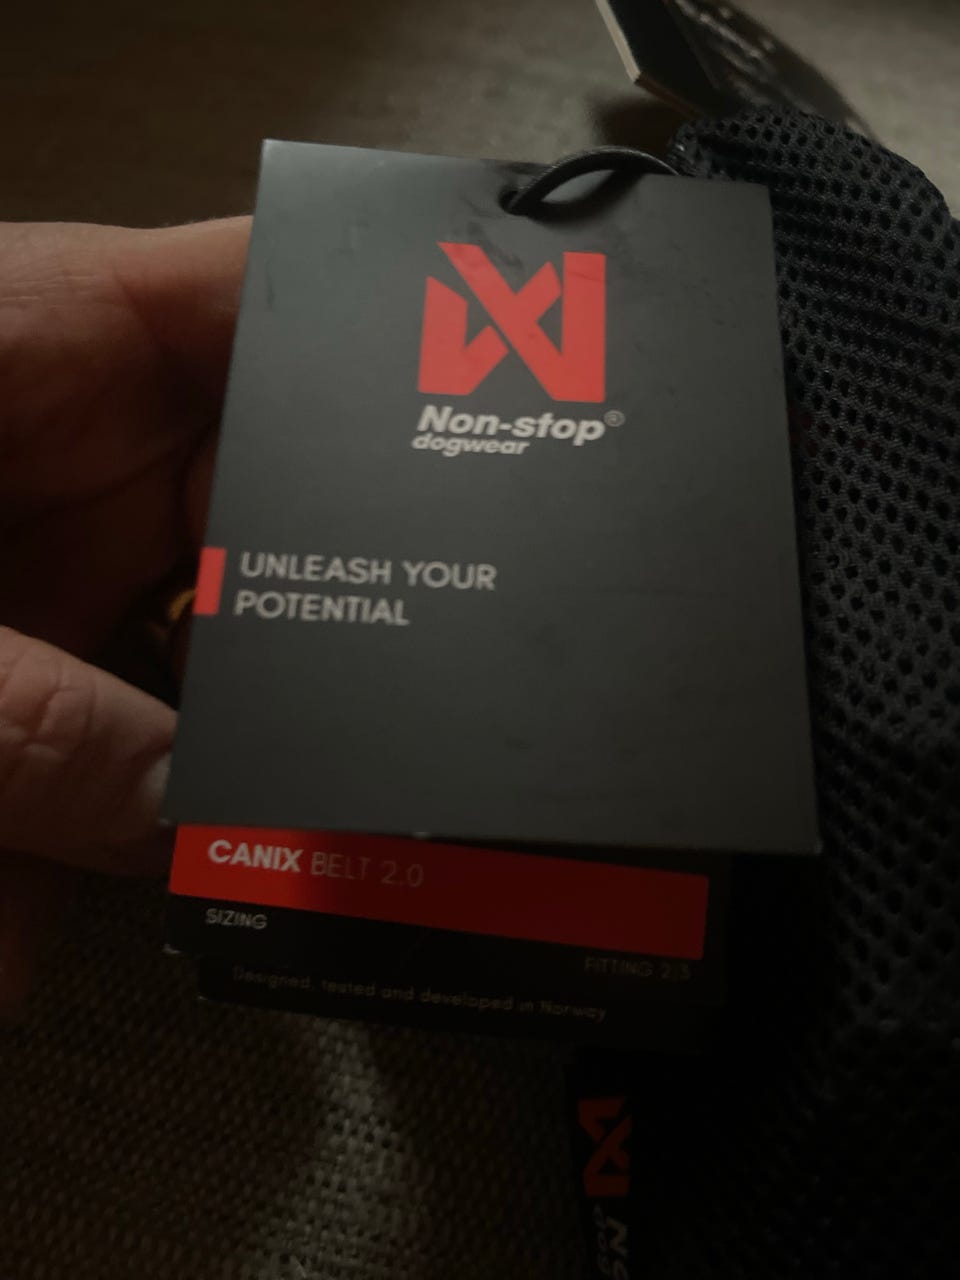 Non-stop®
dogwear
UNLEASH YOUR
POTENTIAL
CANIX BELT 2.0
SIZING
FITTING 2/3
Designed, tested and developed in Norway